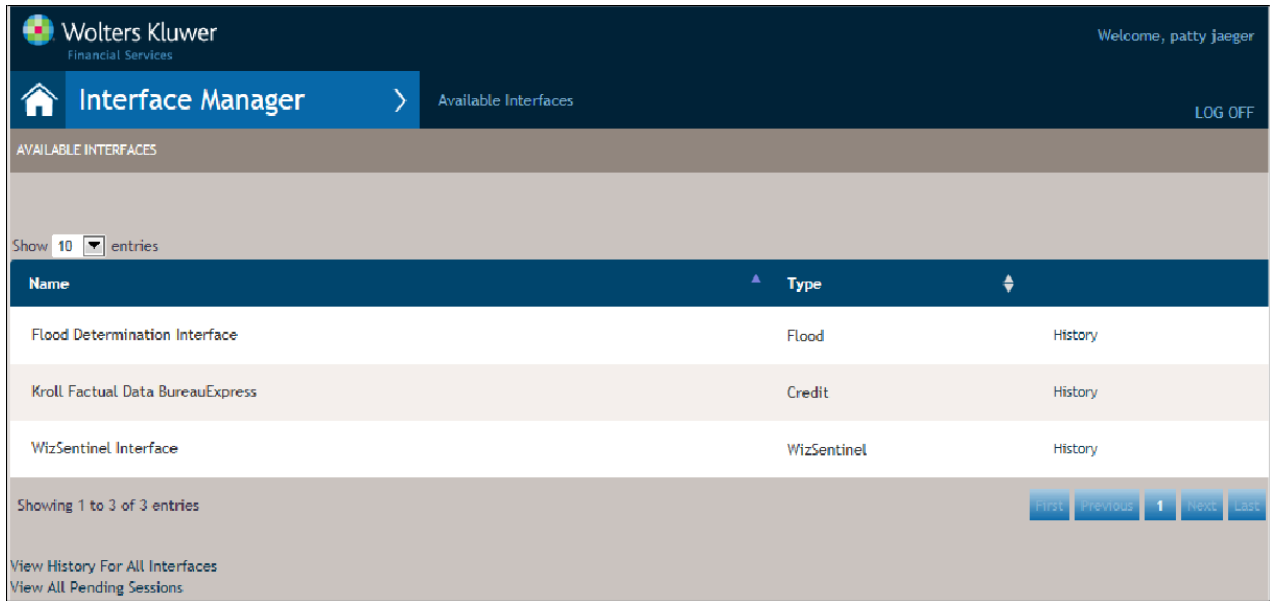 Wolters Kluwer
Financial Services
Welcome, patty jaeger
Interface Manager
Available Interfaces
LOG OFF
AVAILABLE INTERFACES
Show 10 entries
Name Type
Flood Determination Interface Flood History
Kroll Factual Data BureauExpress Credit History
WizSentinel Interface WizSentinel History
Showing 1 to 3 of 3 entries First Previous 1 Next Last
View History For All Interfaces
View All Pending Sessions